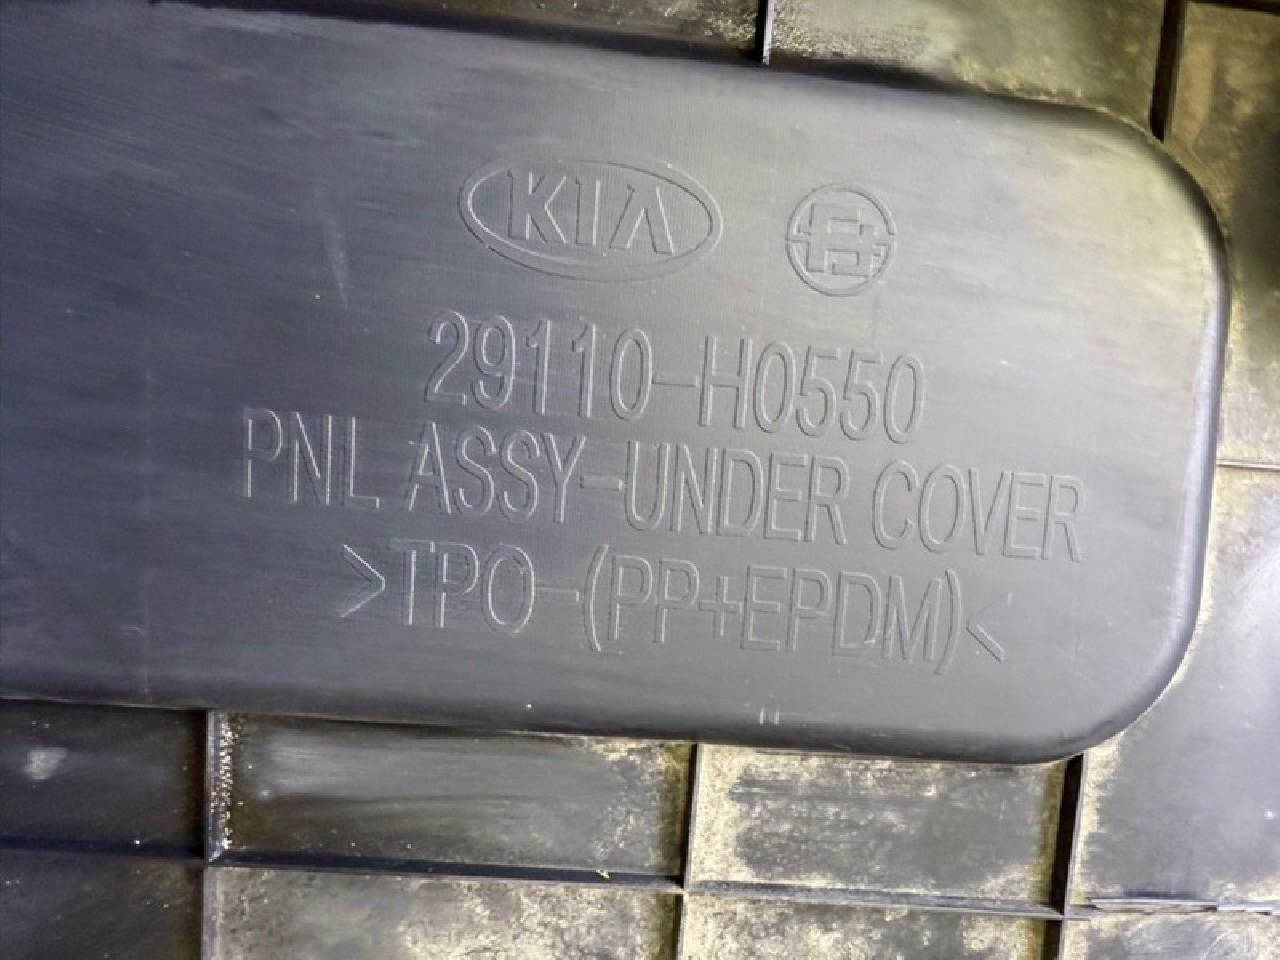 KIA
29110-H0550
PNL ASSY-UNDER COVER
>TPO-(PP+EPDM)<